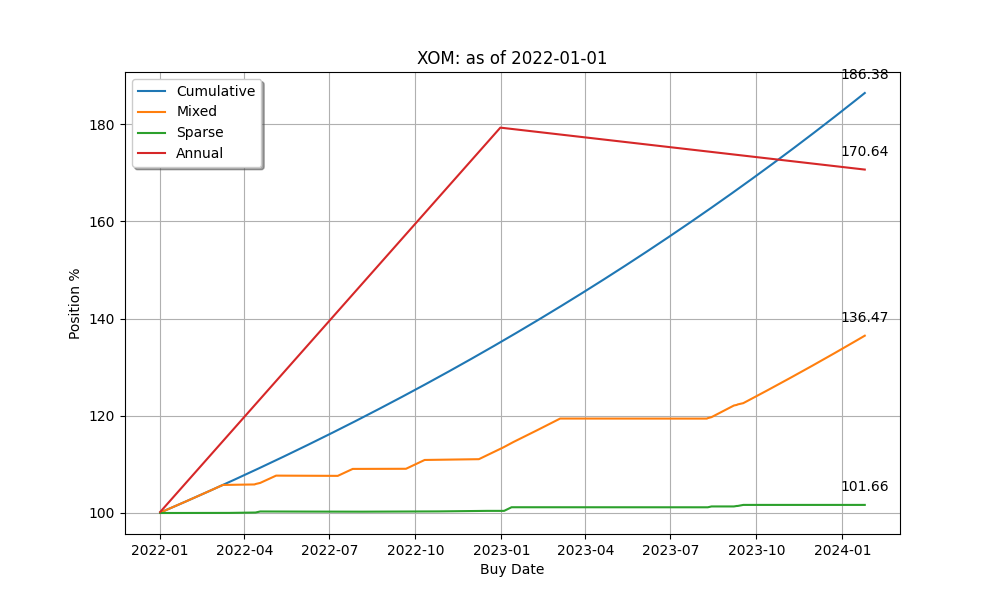 XOM: as of 2022-01-01
186.38
Cumulative
Mixed
Sparse
Annual
180
170.64
160
140
136.47
120
101.66
100
2022-01 2022-04 2022-07 2022-10 2023-01 2023-04 2023-07 2023-10 2024-01
Buy Date
Position %